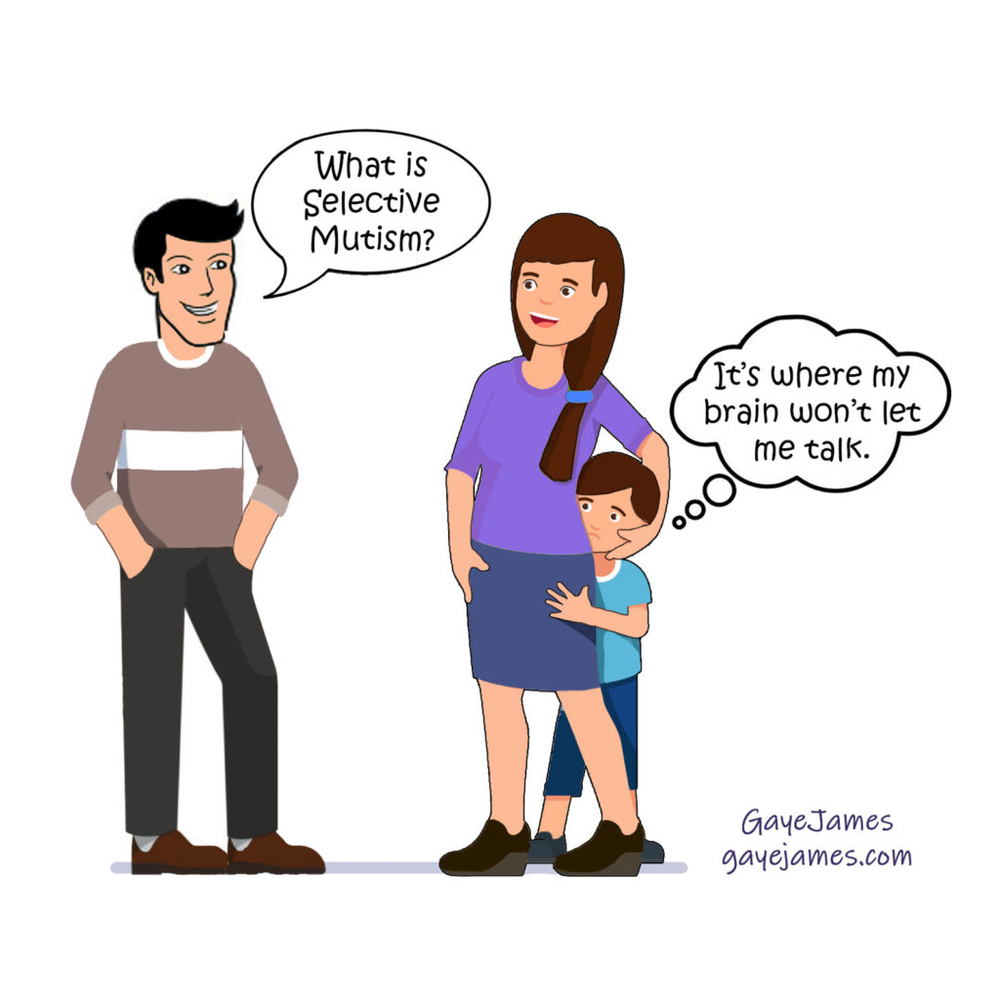 What is
Selective
Mutism?
It's where my
brain won't let
me talk.
GayeJames
gayejames.com